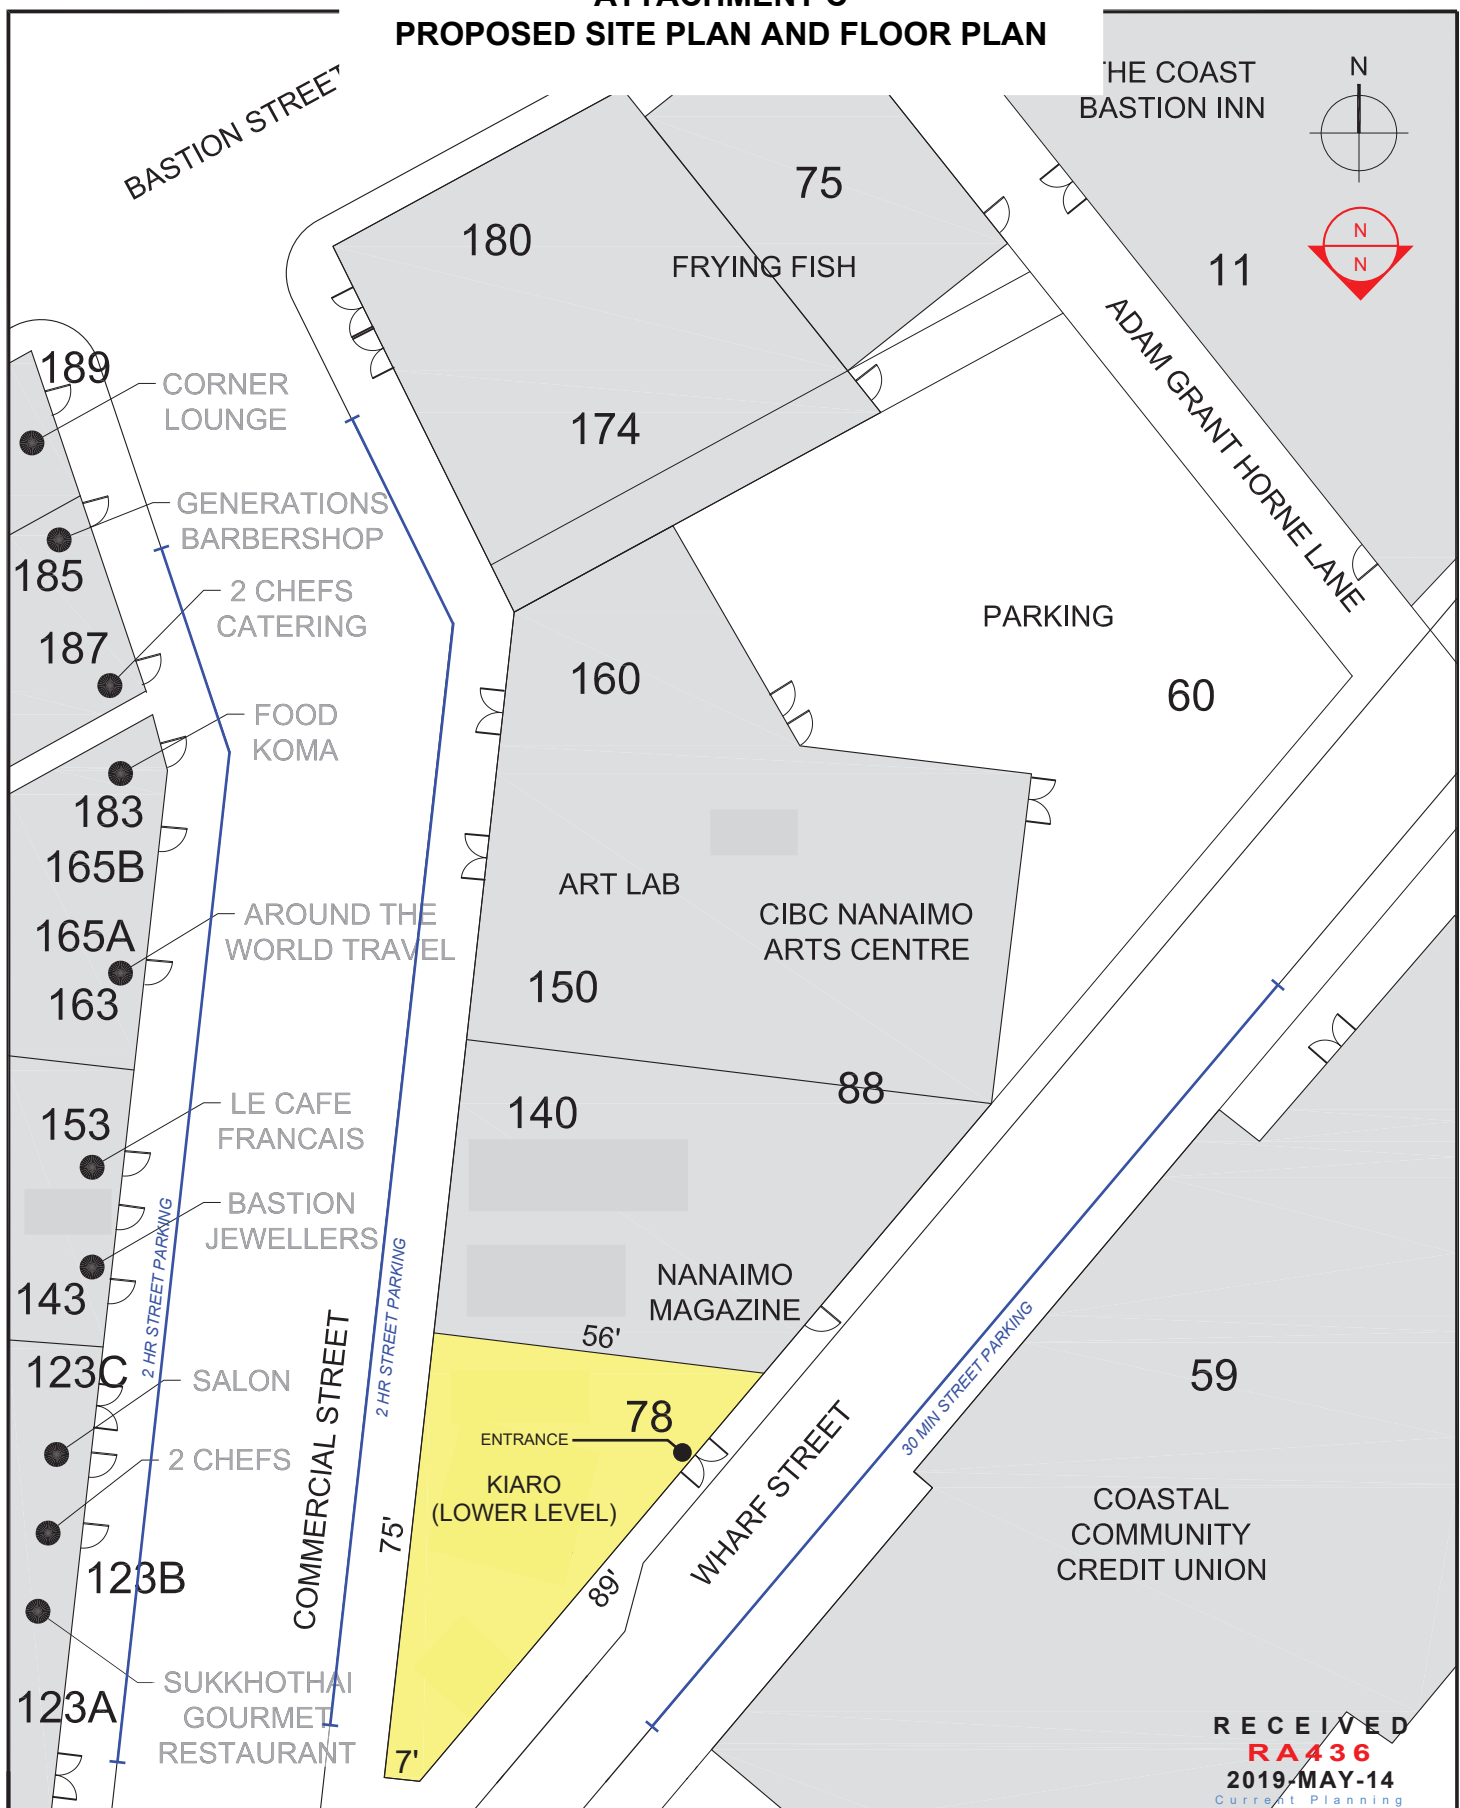 PROPOSED SITE PLAN AND FLOOR PLAN
BASTION STREET
THE COAST
BASTION INN
N
N
N
11
75
180
FRYING FISH
ADAM GRANT HORNE LANE
189
CORNER
LOUNGE
174
GENERATIONS
BARBERSHOP
185
2 CHEFS
CATERING
187
PARKING
60
160
FOOD
KOMA
183
165B
ART LAB
165A
AROUND THE
WORLD TRAVEL
CIBC NANAIMO
ARTS CENTRE
163
150
88
140
153
LE CAFE
FRANCAIS
BASTION
JEWELLERS
143
2 HR STREET PARKING
2 HR STREET PARKING
NANAIMO
MAGAZINE
56'
30 MIN STREET PARKING
123C
SALON
COMMERCIAL STREET
78
ENTRANCE
KIARO
(LOWER LEVEL)
59
2 CHEFS
WHARF STREET
75'
89'
COASTAL
COMMUNITY
CREDIT UNION
123B
SUKKHOTHAI
GOURMET
RESTAURANT
123A
7'
RECEIVED
RA436
2019-MAY-14
Current Planning